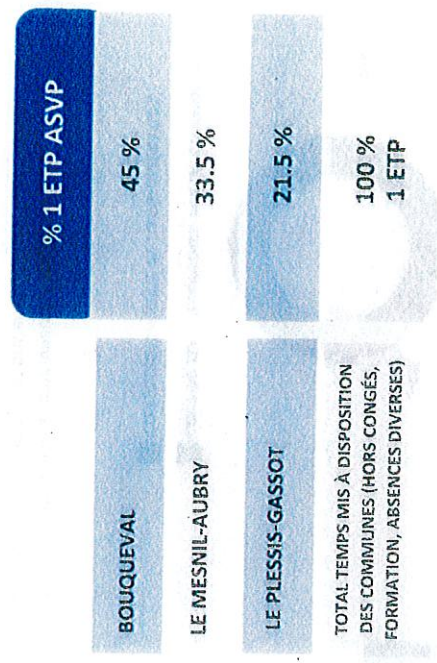 % 1 ETP ASVP
BOUQUEVAL 45 %
LE MESNIL-AUBRY 33.5 %
LE PLESSIS-GASSOT 21.5 %
TOTAL TEMPS MIS À DISPOSITION
DES COMMUNES (HORS CONGÉS,
FORMATION, ABSENCES DIVERSES)
100 %
1 ETP